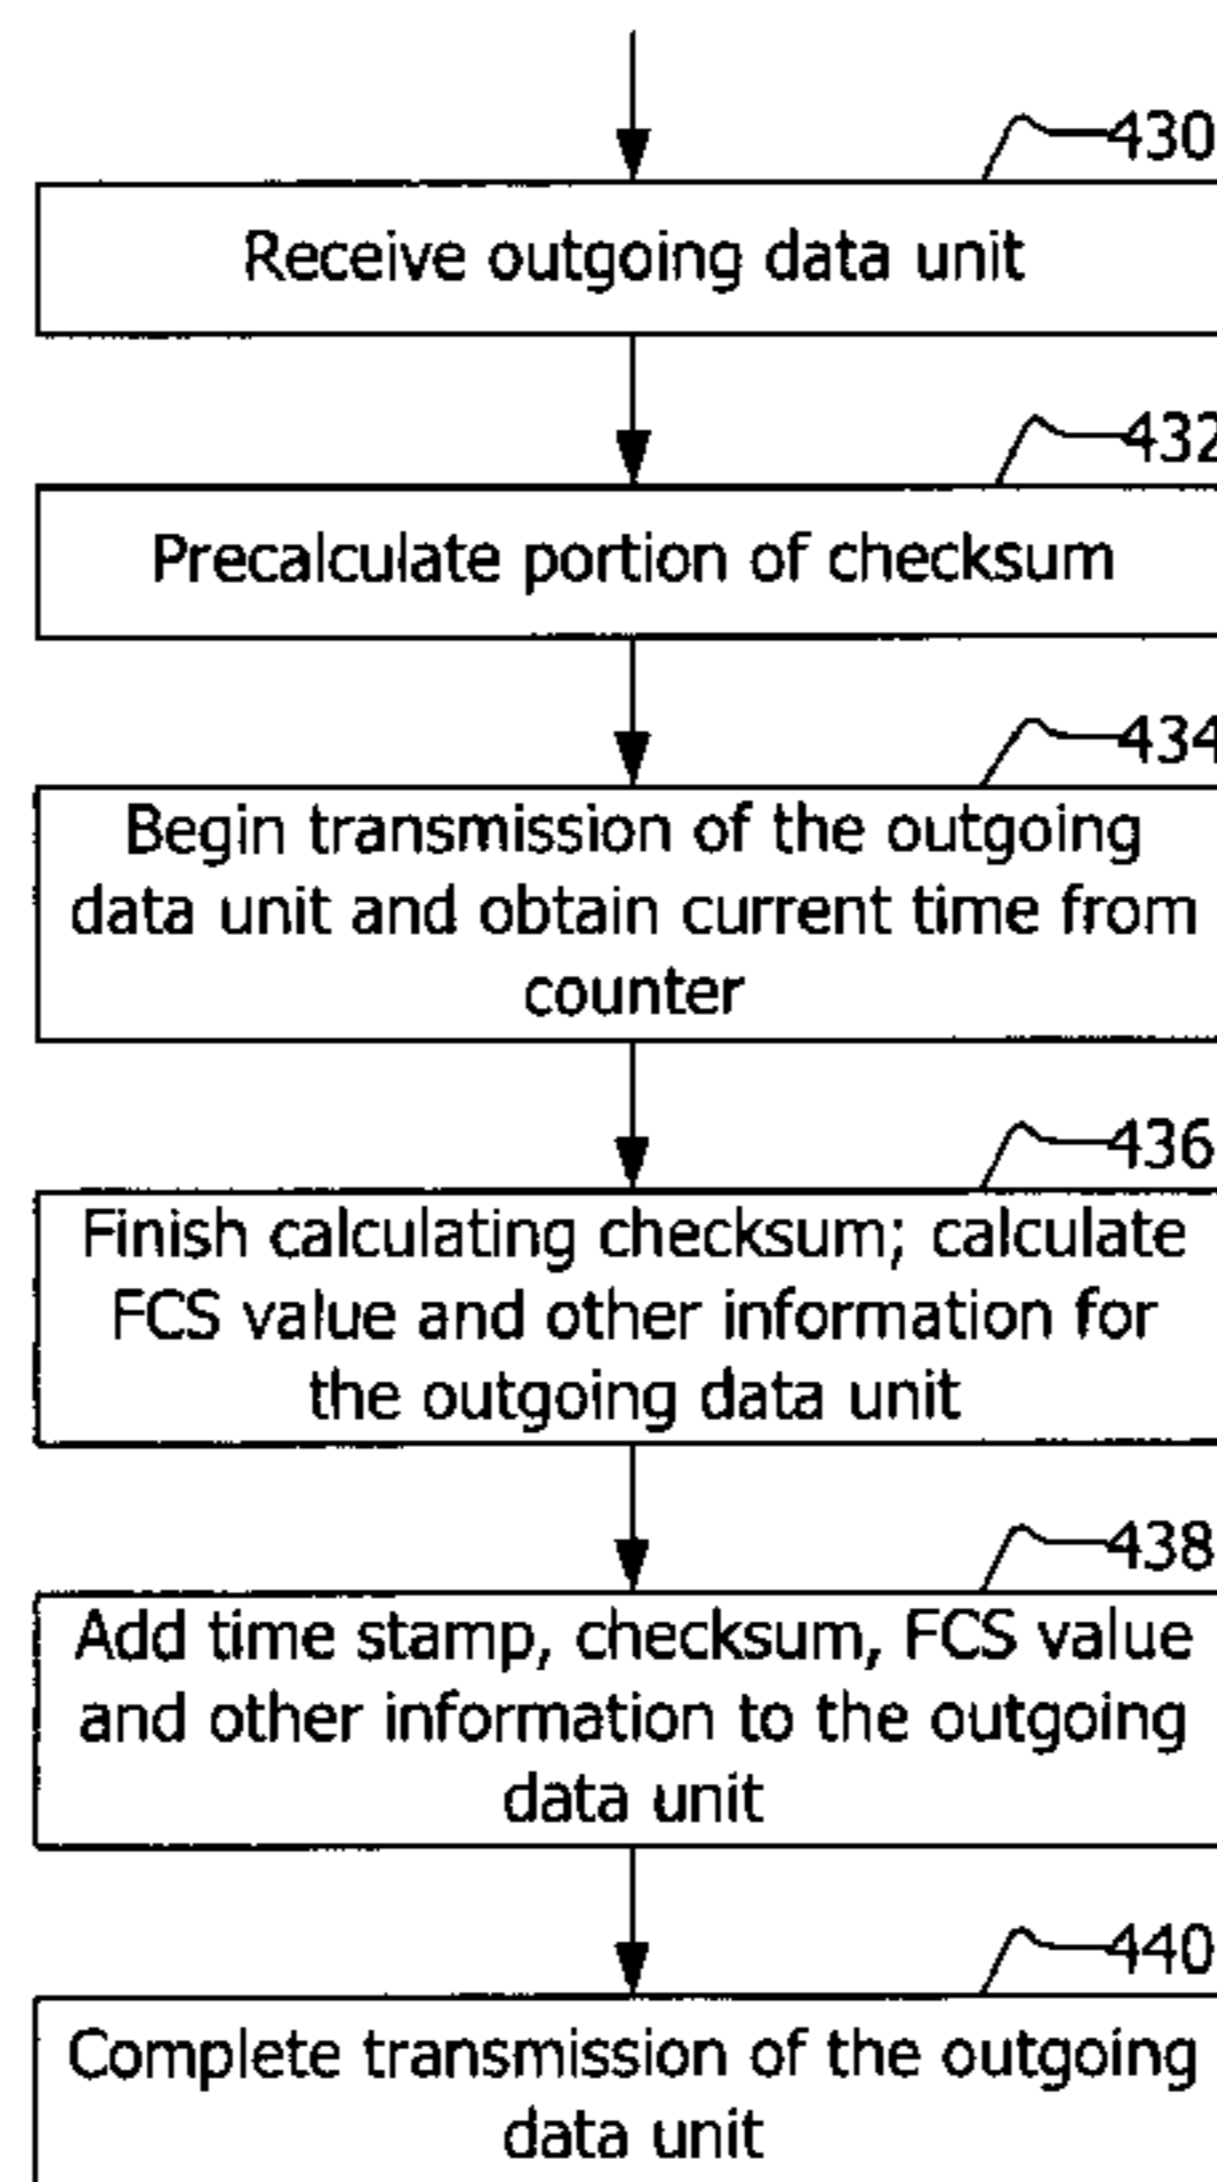 430
Receive outgoing data unit
432
Precalculate portion of checksum
434
Begin transmission of the outgoing
data unit and obtain current time from
counter
436
Finish calculating checksum; calculate
FCS value and other information for
the outgoing data unit
438
Add time stamp, checksum, FCS value
and other information to the outgoing
data unit
440
Complete transmission of the outgoing
data unit